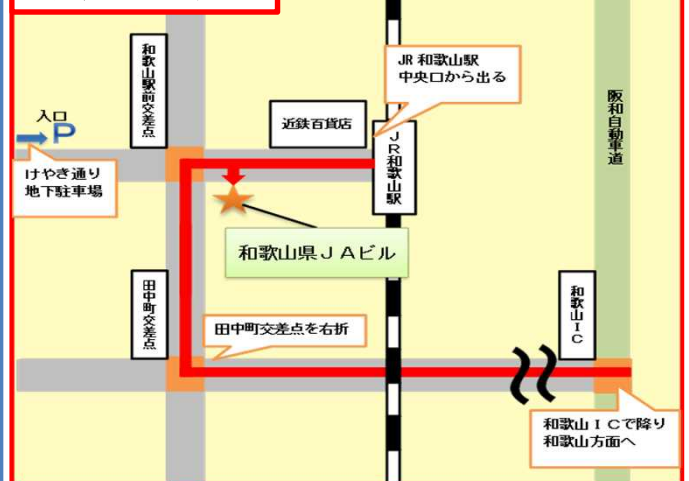 和歌山駅前交差点
JR 和歌山駅
中央口から出る
近鉄百貨店
JR和歌山駅
阪和自動車道
入口
P
けやき通り
地下駐車場
和歌山県ＪＡビル
田中町交差点
田中町交差点を右折
和歌山ＩＣ
和歌山ＩＣで降り
和歌山方面へ